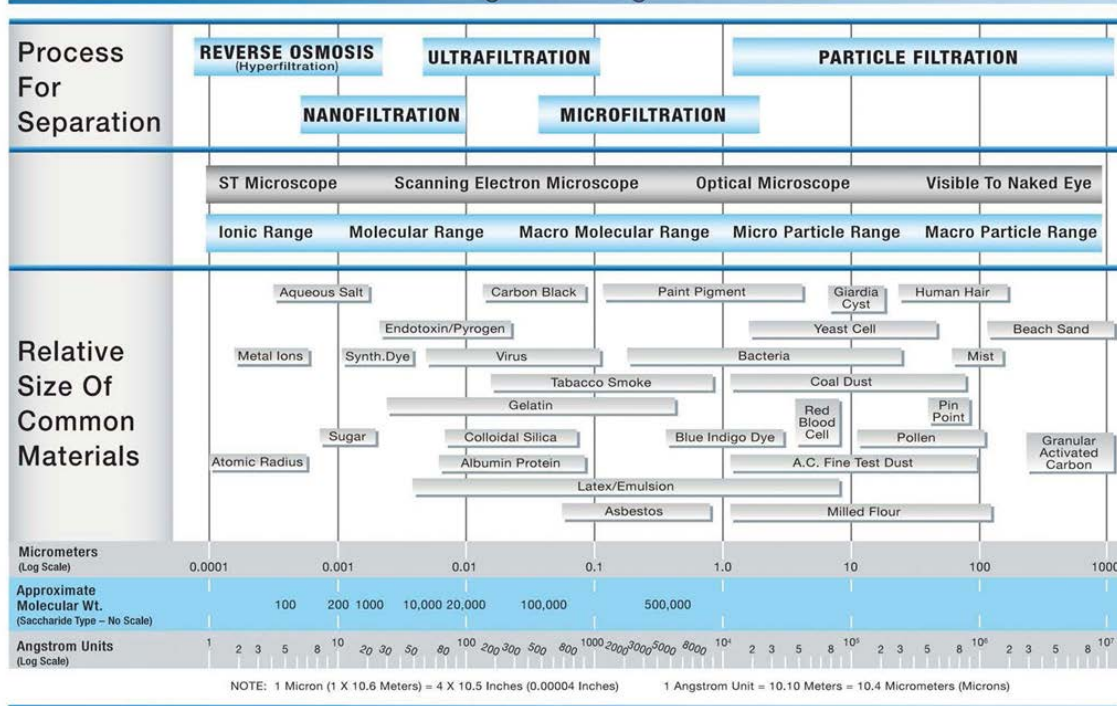 Process
For
Separation
REVERSE OSMOSIS
(Hyperfiltration)
ULTRAFILTRATION
PARTICLE FILTRATION
NANOFILTRATION
MICROFILTRATION
ST Microscope Scanning Electron Microscope Optical Microscope Visible To Naked Eye
Ionic Range Molecular Range Macro Molecular Range Micro Particle Range Macro Particle Range
Relative
Size Of
Common
Materials
Aqueous Salt
Carbon Black
Paint Pigment
Giardia
Cyst
Human Hair
Endotoxin/Pyrogen
Yeast Cell
Beach Sand
Metal Ions
Synth.Dye
Virus
Bacteria
Mist
Tabacco Smoke
Coal Dust
Gelatin
Red
Blood
Cell
Pin
Point
Sugar
Colloidal Silica
Blue Indigo Dye
Pollen
Granular
Activated
Carbon
Atomic Radius
Albumin Protein
A.C. Fine Test Dust
Latex/Emulsion
Asbestos
Milled Flour
Micrometers
(Log Scale)
0.0001 0.001 0.01 0.1 1.0 10 100 1000
Approximate
Molecular Wt.
(Saccharide Type – No Scale)
100 200 1000 10,000 20,000 100,000 500,000
Angstrom Units
(Log Scale)
1 2 3 5 8 10 20 30 50 80 100 200 300 500 800 1000 2000 3000 5000 8000 10⁴ 2 3 5 8 10⁵ 2 3 5 8 10⁶ 2 3 5 8 10⁷
NOTE: 1 Micron (1 X 10.6 Meters) = 4 X 10.5 Inches (0.00004 Inches) 1 Angstrom Unit = 10.10 Meters = 10.4 Micrometers (Microns)